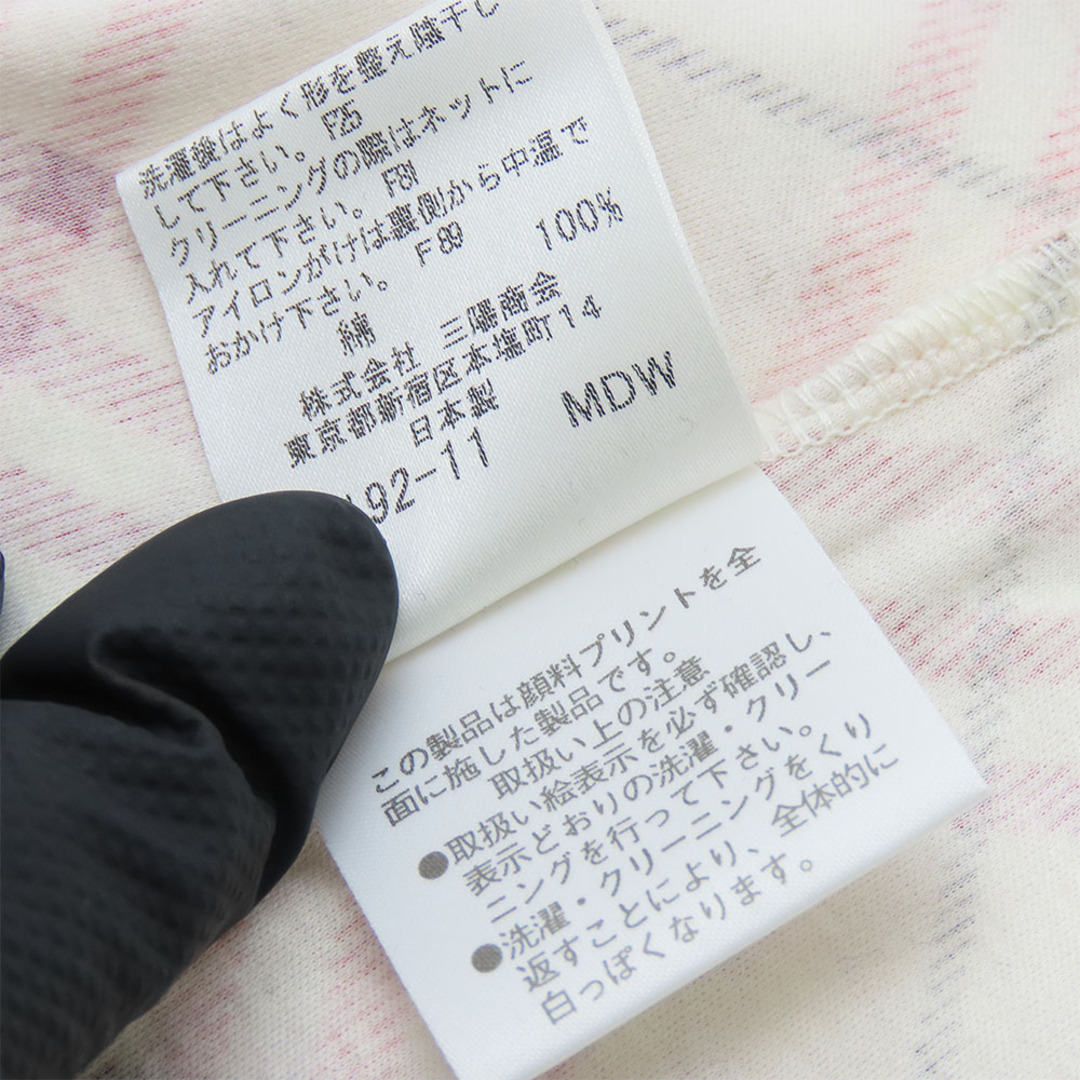 洗濯後はよく形を整え陰干し
して下さい。 F25
クリーニングの際はネットに
入れて下さい。 F81
アイロンがけは裏側から中温で
おかけ下さい。 F89
綿 100%
株式会社 三陽商会
東京都新宿区本塩町14
日本製
92-11 MDW
この製品は顔料プリントを全
面に施した製品です。
取扱い上の注意
●取扱い絵表示を必ず確認し、
表示どおりの洗濯・クリー
ニングを行って下さい。
●洗濯・クリーニングをくり
返すことにより、全体的に
白っぽくなります。